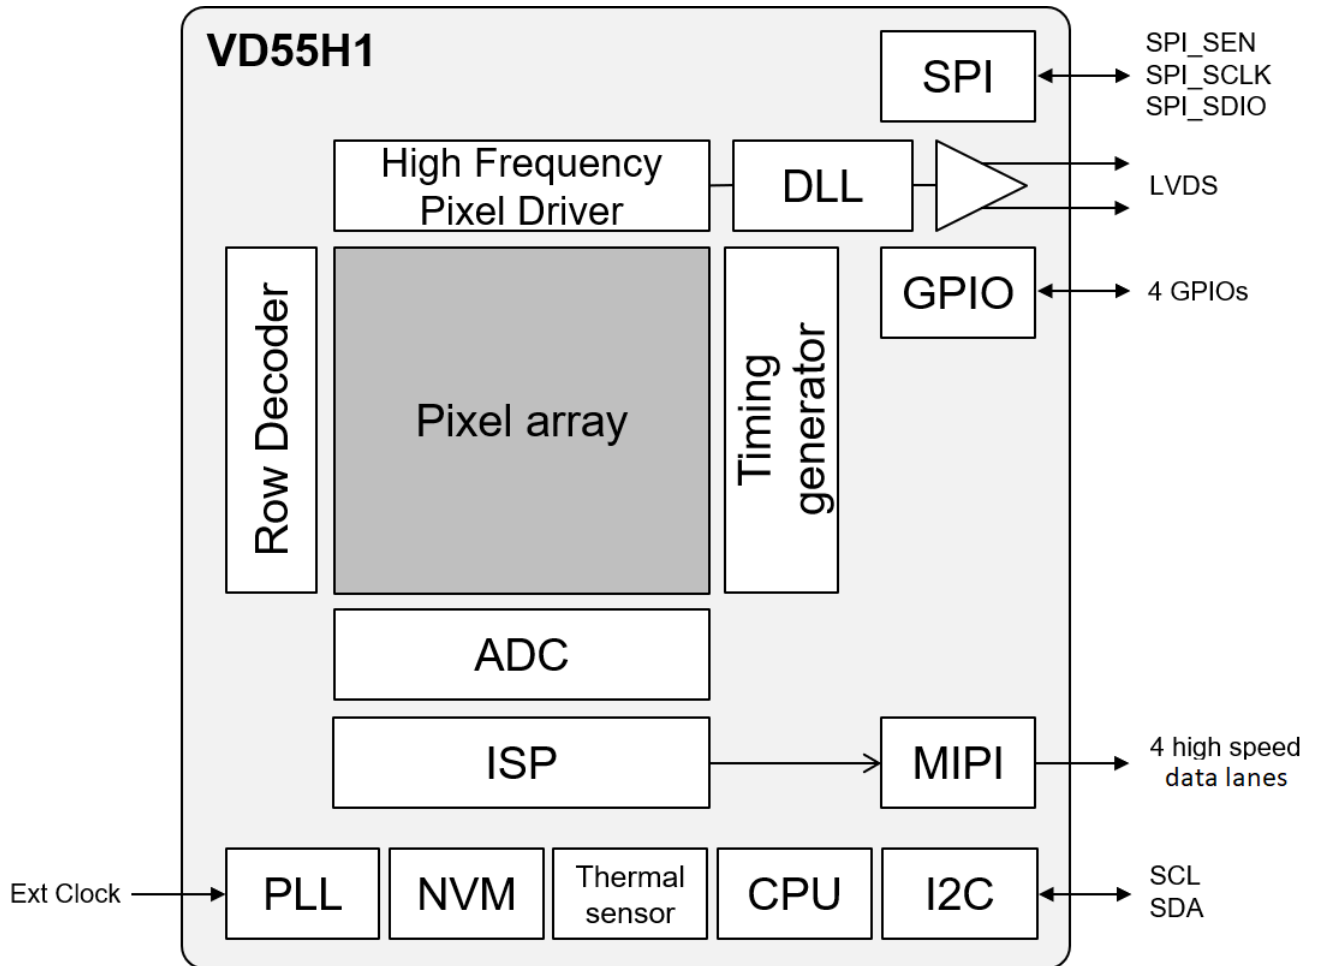 VD55H1
SPI
SPI_SEN
SPI_SCLK
SPI_SDIO
High Frequency
Pixel Driver
DLL
LVDS
Row Decoder
Pixel array
Timing
generator
GPIO
4 GPIOs
ADC
ISP
MIPI
4 high speed
data lanes
Ext Clock
PLL
NVM
Thermal
sensor
CPU
I2C
SCL
SDA